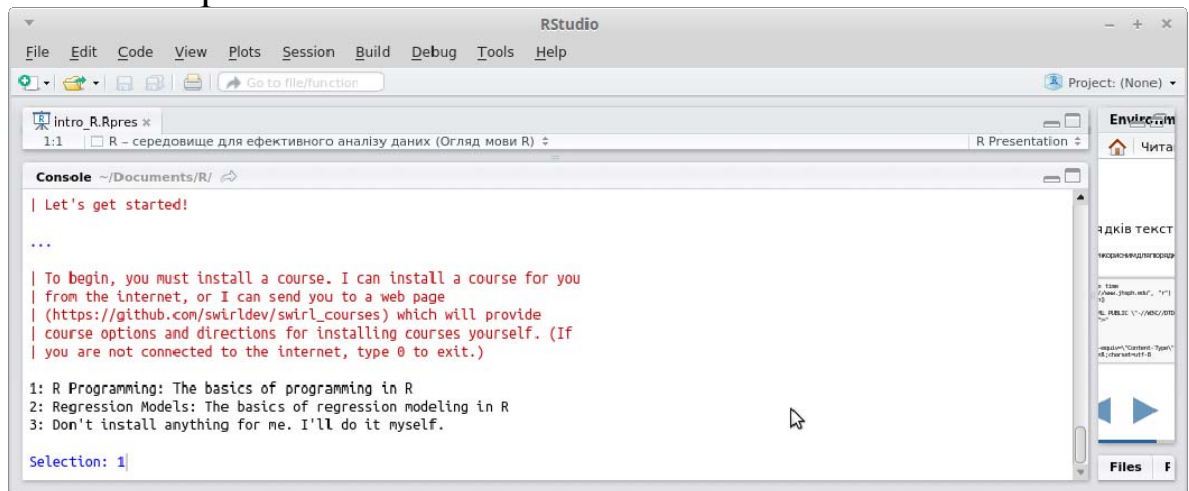 RStudio
File Edit Code View Plots Session Build Debug Tools Help
Go to file/function
Project: (None)
intro_R.Rpres
1:1 R – середовище для ефективного аналізу даних (Огляд мови R)
R Presentation
Console ~/Documents/R/
| Let's get started!
...
| To begin, you must install a course. I can install a course for you
| from the internet, or I can send you to a web page
| (https://github.com/swirldev/swirl_courses) which will provide
| course options and directions for installing courses yourself. (If
| you are not connected to the internet, type 0 to exit.)
1: R Programming: The basics of programming in R
2: Regression Models: The basics of regression modeling in R
3: Don't install anything for me. I'll do it myself.
Selection: 1
Чита
ядків текст
Files